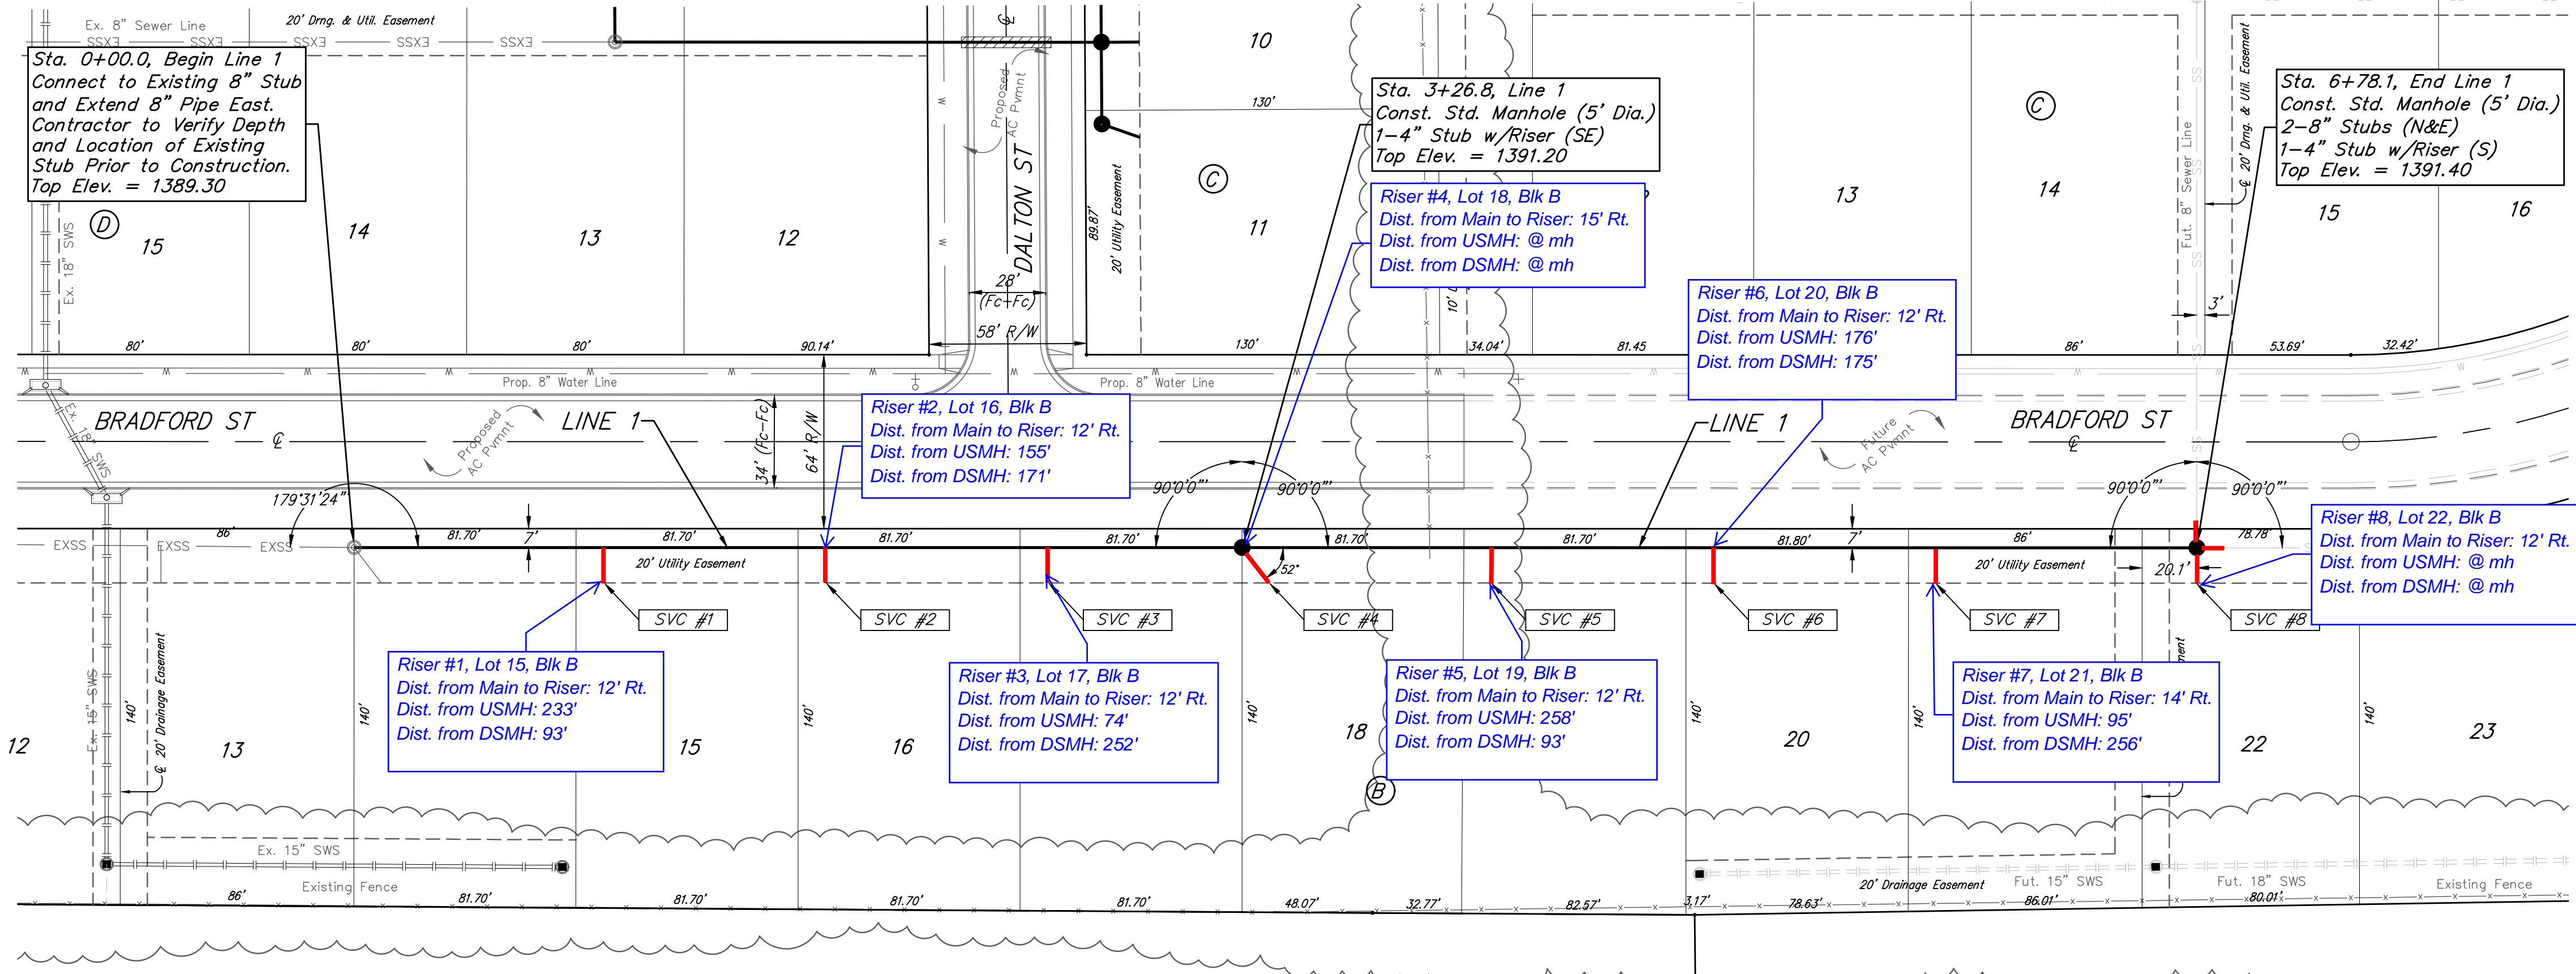 Ex. 8" Sewer Line
20' Drng. & Util. Easement
EXSS EXSS EXSS EXSS EXSS
Sta. 0+00.0, Begin Line 1
Connect to Existing 8" Stub
and Extend 8" Pipe East.
Contractor to Verify Depth
and Location of Existing
Stub Prior to Construction.
Top Elev. = 1389.30
Ex. 18" SWS
D
15
14
13
12
80'
80'
80'
90.14'
℄
Proposed
AC Pvmnt
DALTON ST
28'
(Fc-Fc)
58' R/W
89.87'
20' Utility Easement
10
130'
C
11
130'
Sta. 3+26.8, Line 1
Const. Std. Manhole (5' Dia.)
1-4" Stub w/Riser (SE)
Top Elev. = 1391.20
Riser #4, Lot 18, Blk B
Dist. from Main to Riser: 15' Rt.
Dist. from USMH: @ mh
Dist. from DSMH: @ mh
34.04'
81.45
13
C
14
86'
Riser #6, Lot 20, Blk B
Dist. from Main to Riser: 12' Rt.
Dist. from USMH: 176'
Dist. from DSMH: 175'
Fut. 8" Sewer Line
SS SS SS SS
℄ 20' Drng. & Util. Easement
3'
Sta. 6+78.1, End Line 1
Const. Std. Manhole (5' Dia.)
2-8" Stubs (N&E)
1-4" Stub w/Riser (S)
Top Elev. = 1391.40
15
16
53.69'
32.42'
W W W W W W W W W
Prop. 8" Water Line
Prop. 8" Water Line
Ex. 18" SWS
BRADFORD ST
℄
Proposed
AC Pvmnt
LINE 1
34' (Fc-Fc)
64' R/W
Riser #2, Lot 16, Blk B
Dist. from Main to Riser: 12' Rt.
Dist. from USMH: 155'
Dist. from DSMH: 171'
LINE 1
Future
AC Pvmnt
BRADFORD ST
℄
179°31'24"
90°0'0"
90°0'0"
90°0'0"
90°0'0"
EXSS EXSS EXSS
86'
81.70'
7'
81.70'
81.70'
81.70'
81.70'
81.70'
81.80'
7'
86'
78.78'
20' Utility Easement
52°
20' Utility Easement
20.1'
Riser #8, Lot 22, Blk B
Dist. from Main to Riser: 12' Rt.
Dist. from USMH: @ mh
Dist. from DSMH: @ mh
SVC #1
SVC #2
SVC #3
SVC #4
SVC #5
SVC #6
SVC #7
SVC #8
Riser #1, Lot 15, Blk B
Dist. from Main to Riser: 12' Rt.
Dist. from USMH: 233'
Dist. from DSMH: 93'
Riser #3, Lot 17, Blk B
Dist. from Main to Riser: 12' Rt.
Dist. from USMH: 74'
Dist. from DSMH: 252'
Riser #5, Lot 19, Blk B
Dist. from Main to Riser: 12' Rt.
Dist. from USMH: 258'
Dist. from DSMH: 93'
Riser #7, Lot 21, Blk B
Dist. from Main to Riser: 14' Rt.
Dist. from USMH: 95'
Dist. from DSMH: 256'
Ex. 15" SWS
140'
℄ 20' Drainage Easement
140'
140'
140'
140'
140'
140'
12
13
15
16
18
B
20
22
23
Ex. 15" SWS
Existing Fence
20' Drainage Easement
Fut. 15" SWS
Fut. 18" SWS
Existing Fence
86'
81.70'
81.70'
81.70'
81.70'
48.07'
32.77'
82.57'
3.17'
78.63'
86.01'
80.01'